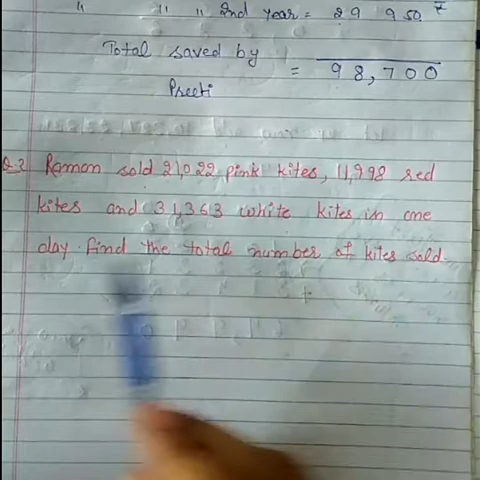 " " " 2nd year = 29 950 ₹
Total saved by
Preeti = 98,700
Q.3 Raman sold 21,022 pink kites, 11,998 red
kites and 31,363 white kites in one
day. Find the total number of kites sold.